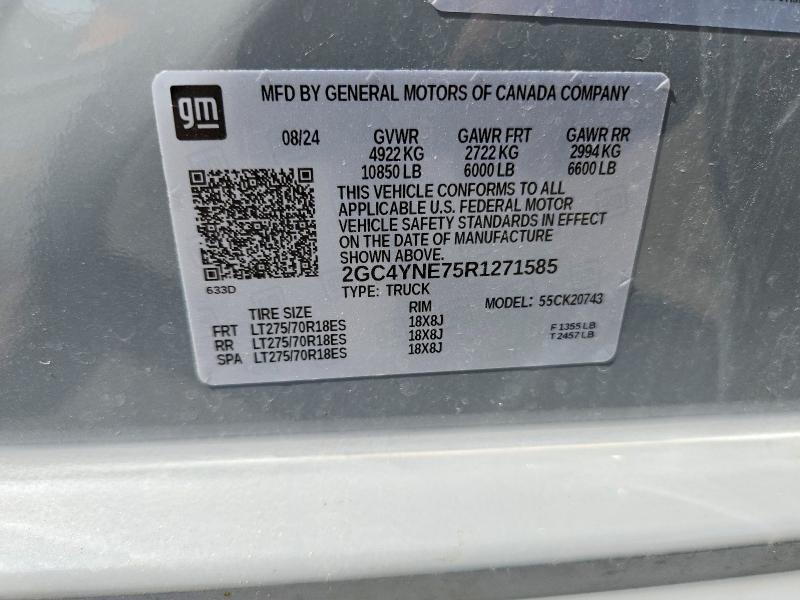 gm
MFD BY GENERAL MOTORS OF CANADA COMPANY
08/24 GVWR GAWR FRT GAWR RR
4922 KG 2722 KG 2994 KG
10850 LB 6000 LB 6600 LB
THIS VEHICLE CONFORMS TO ALL
APPLICABLE U.S. FEDERAL MOTOR
VEHICLE SAFETY STANDARDS IN EFFECT
ON THE DATE OF MANUFACTURE
SHOWN ABOVE.
633D
2GC4YNE75R1271585
TYPE: TRUCK MODEL: 55CK20743
TIRE SIZE RIM
FRT LT275/70R18ES 18X8J F 1355 LB
RR LT275/70R18ES 18X8J T 2457 LB
SPA LT275/70R18ES 18X8J